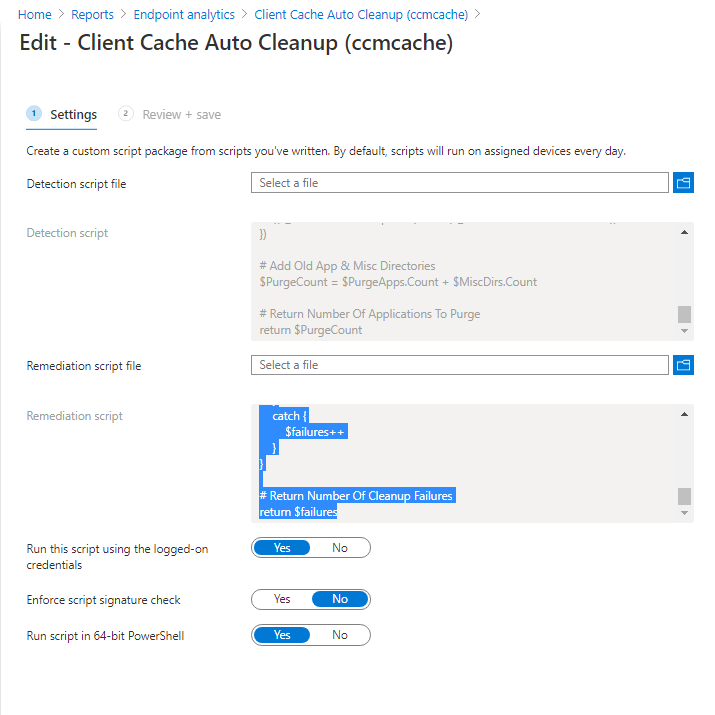 Home > Reports > Endpoint analytics > Client Cache Auto Cleanup (ccmcache) >
Edit - Client Cache Auto Cleanup (ccmcache)
1 Settings 2 Review + save
Create a custom script package from scripts you've written. By default, scripts will run on assigned devices every day.
Detection script file Select a file
Detection script
})
# Add Old App & Misc Directories
$PurgeCount = $PurgeApps.Count + $MiscDirs.Count
# Return Number Of Applications To Purge
return $PurgeCount
Remediation script file Select a file
Remediation script
catch {
$failures++
}
}
# Return Number Of Cleanup Failures
return $failures
Run this script using the logged-on Yes No
credentials
Enforce script signature check Yes No
Run script in 64-bit PowerShell Yes No